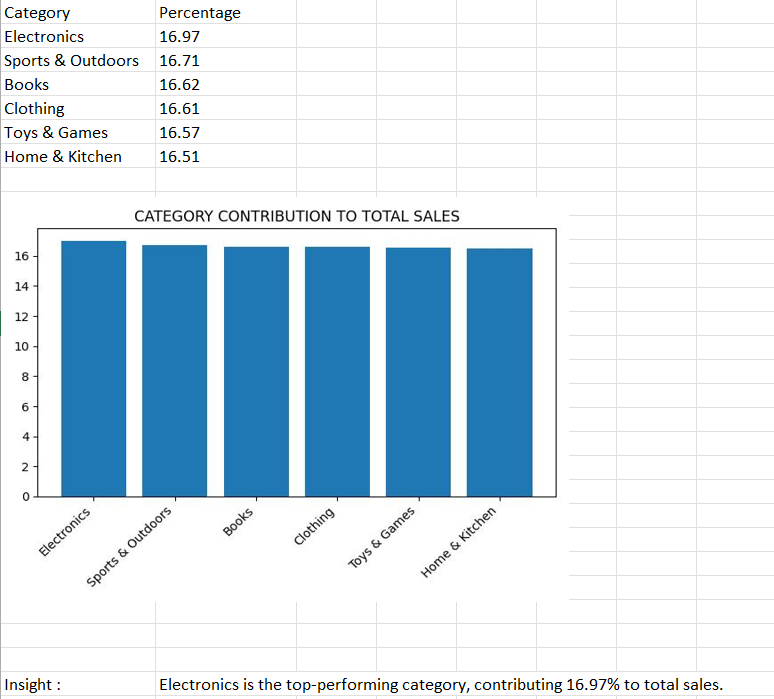 Category Percentage
Electronics 16.97
Sports & Outdoors 16.71
Books 16.62
Clothing 16.61
Toys & Games 16.57
Home & Kitchen 16.51
CATEGORY CONTRIBUTION TO TOTAL SALES
16
14
12
10
8
6
4
2
0
Electronics
Sports & Outdoors
Books
Clothing
Toys & Games
Home & Kitchen
Insight : Electronics is the top-performing category, contributing 16.97% to total sales.